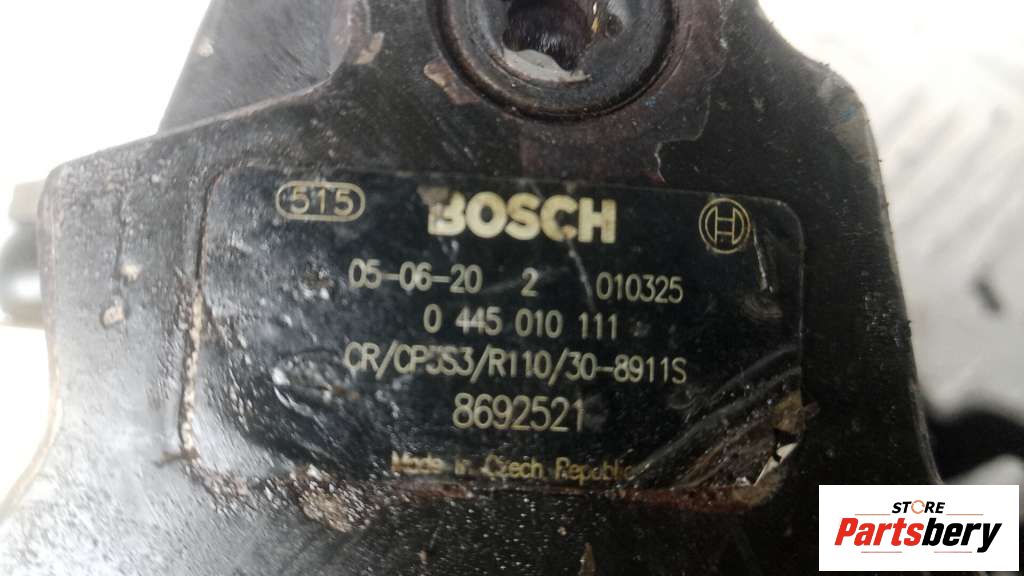 515 BOSCH
05-06-20 2 010325
0 445 010 111
CR/CP3S3/R110/30-8911S
8692521
Made in Czech Republic
STORE
Partsbery